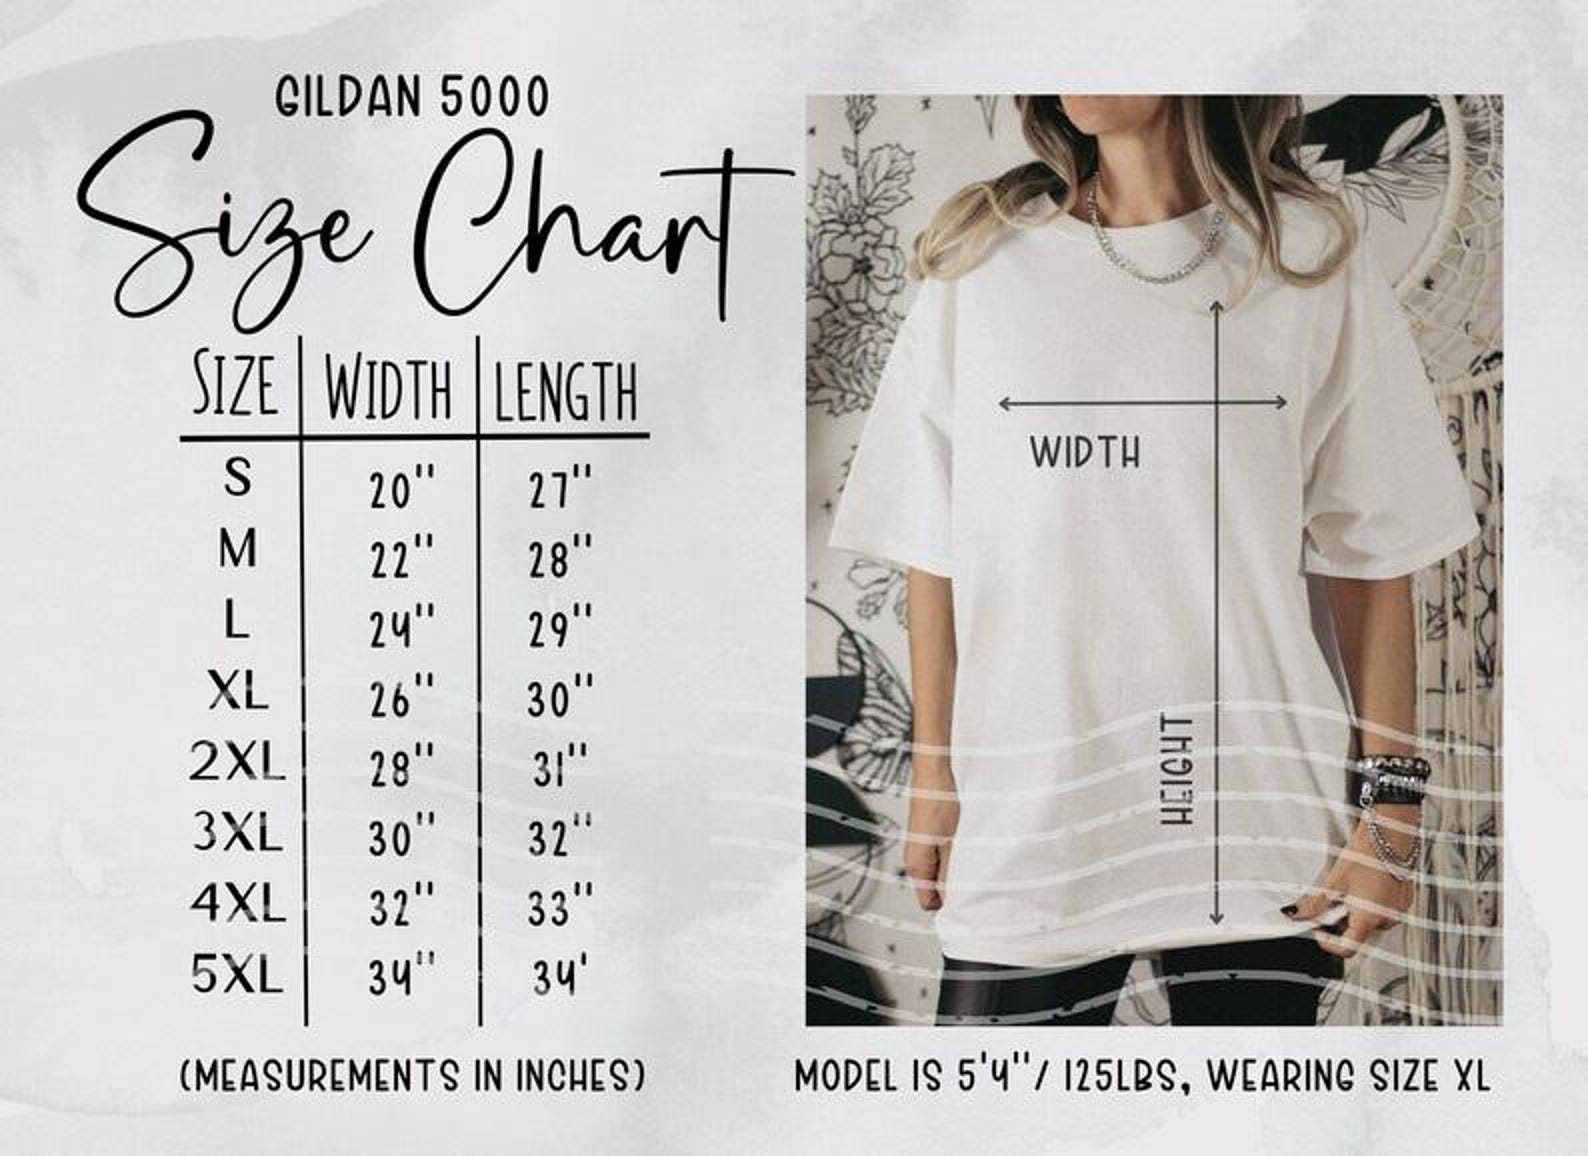 GILDAN 5000
Size Chart
SIZE WIDTH LENGTH
S 20" 27"
M 22" 28"
L 24" 29"
XL 26" 30"
2XL 28" 31"
3XL 30" 32"
4XL 32" 33"
5XL 34" 34'
(MEASUREMENTS IN INCHES)
WIDTH
HEIGHT
MODEL IS 5'4"/ 125LBS, WEARING SIZE XL